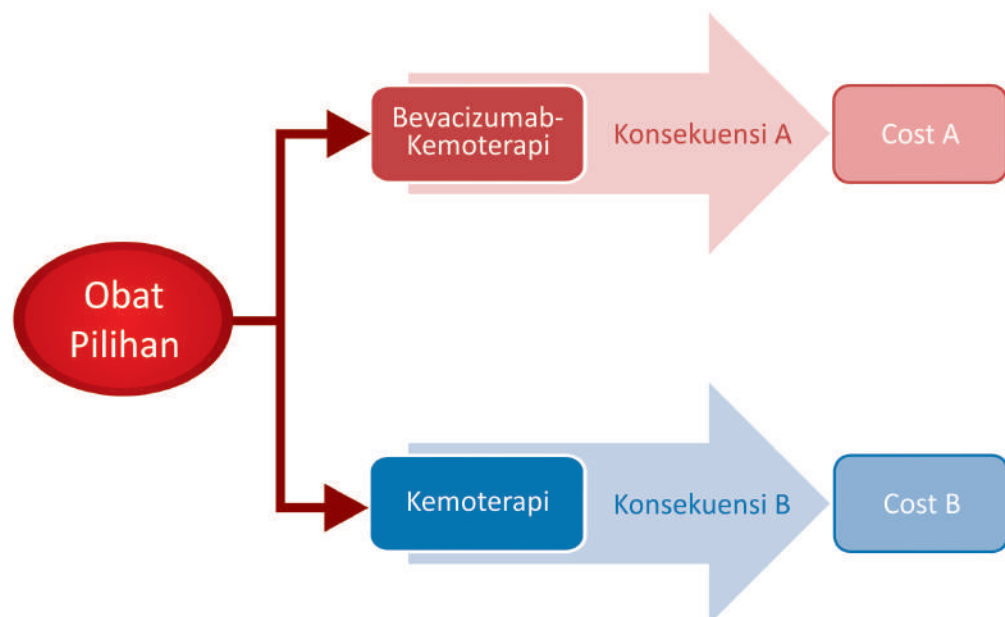 Bevacizumab-
Kemoterapi
Konsekuensi A
Cost A
Obat
Pilihan
Kemoterapi
Konsekuensi B
Cost B